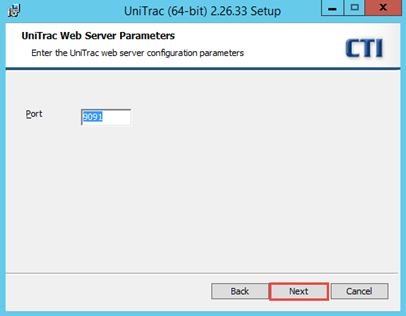 UniTrac (64-bit) 2.26.33 Setup
UniTrac Web Server Parameters
Enter the UniTrac web server configuration parameters
CTI
Port 9091
Back Next Cancel